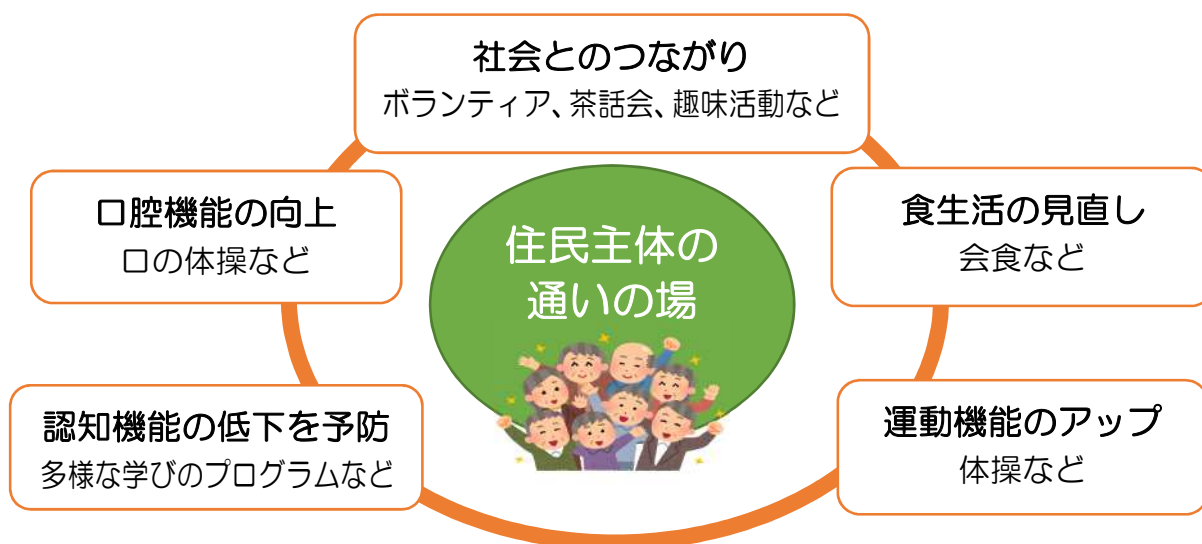 社会とのつながり
ボランティア、茶話会、趣味活動など
口腔機能の向上
口の体操など
食生活の見直し
会食など
住民主体の
通いの場
認知機能の低下を予防
多様な学びのプログラムなど
運動機能のアップ
体操など